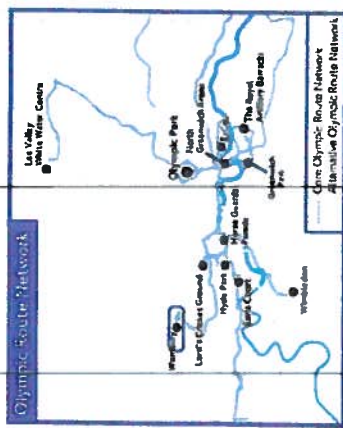 Olympic Route Network
Lee Valley
White Water Centre
Olympic Park
North
Greenwich Arena
The Royal
Artillery Barracks
Greenwich
Park
Horse Guards
Parade
Lord's Cricket Ground
Hyde Park
Earls Court
Wimbledon
Core Olympic Route Network
Alternative Olympic Route Network